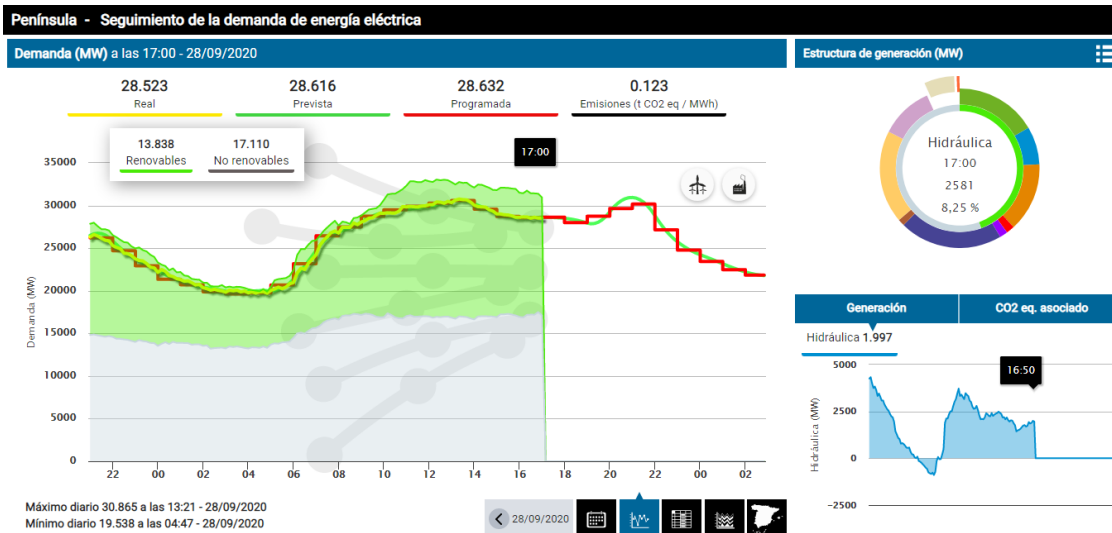 Península - Seguimiento de la demanda de energía eléctrica
Demanda (MW) a las 17:00 - 28/09/2020
28.523 28.616 28.632 0.123
Real Prevista Programada Emisiones (t CO2 eq / MWh)
13.838 17.110
Renovables No renovables
17:00
35000
30000
25000
20000
15000
10000
5000
0
Demanda (MW)
22 00 02 04 06 08 10 12 14 16 18 20 22 00 02
Máximo diario 30.865 a las 13:21 - 28/09/2020
Mínimo diario 19.538 a las 04:47 - 28/09/2020
28/09/2020
Estructura de generación (MW)
Hidráulica
17:00
2581
8,25 %
Generación CO2 eq. asociado
Hidráulica 1.997
16:50
5000
2500
0
-2500
Hidráulica (MW)